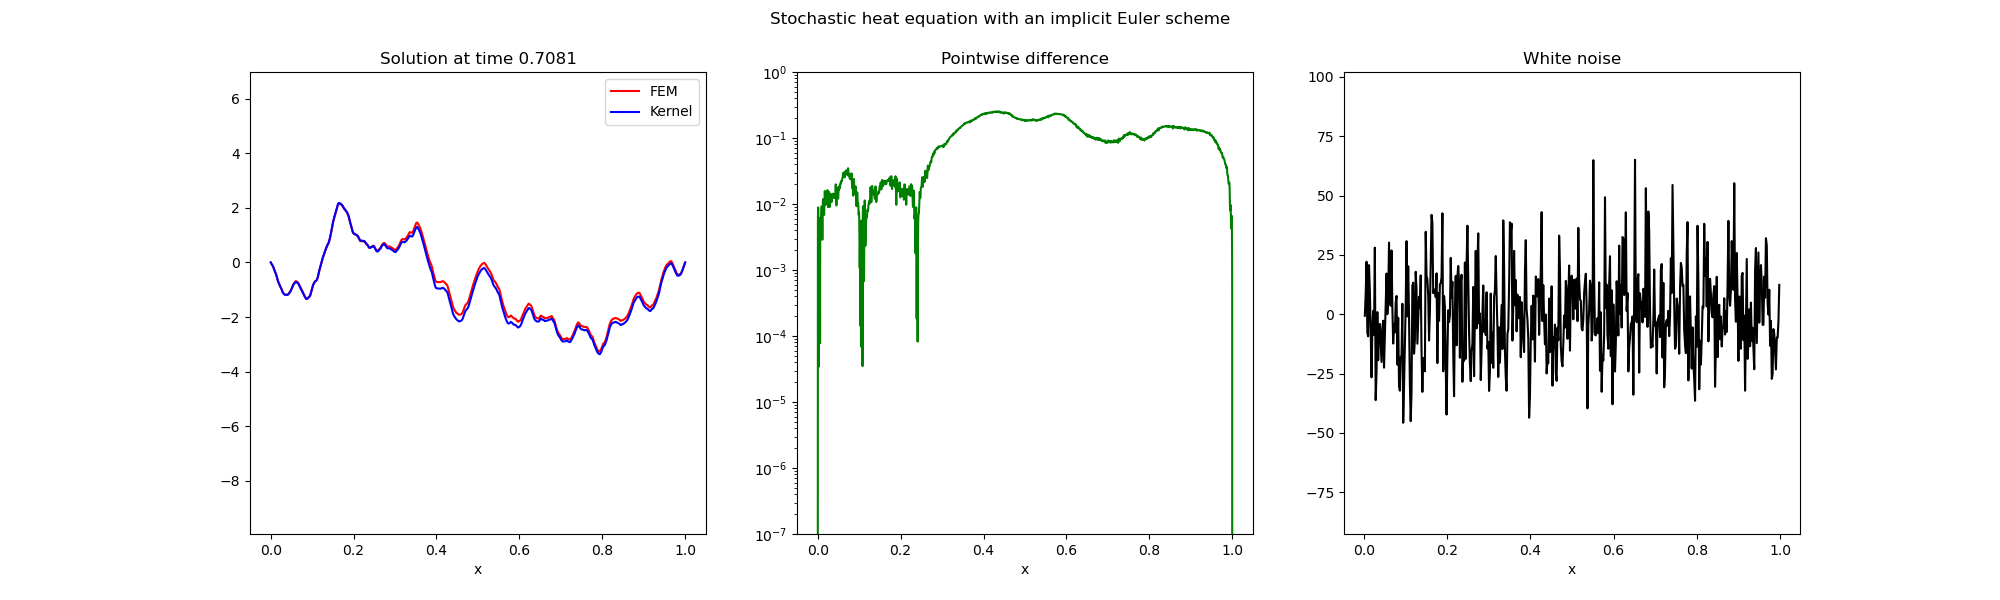 Stochastic heat equation with an implicit Euler scheme
Solution at time 0.7081
6
4
2
0
−2
−4
−6
−8
0.0 0.2 0.4 0.6 0.8 1.0
x
FEM
Kernel
Pointwise difference
10⁰
10⁻¹
10⁻²
10⁻³
10⁻⁴
10⁻⁵
10⁻⁶
10⁻⁷
0.0 0.2 0.4 0.6 0.8 1.0
x
White noise
100
75
50
25
0
−25
−50
−75
0.0 0.2 0.4 0.6 0.8 1.0
x